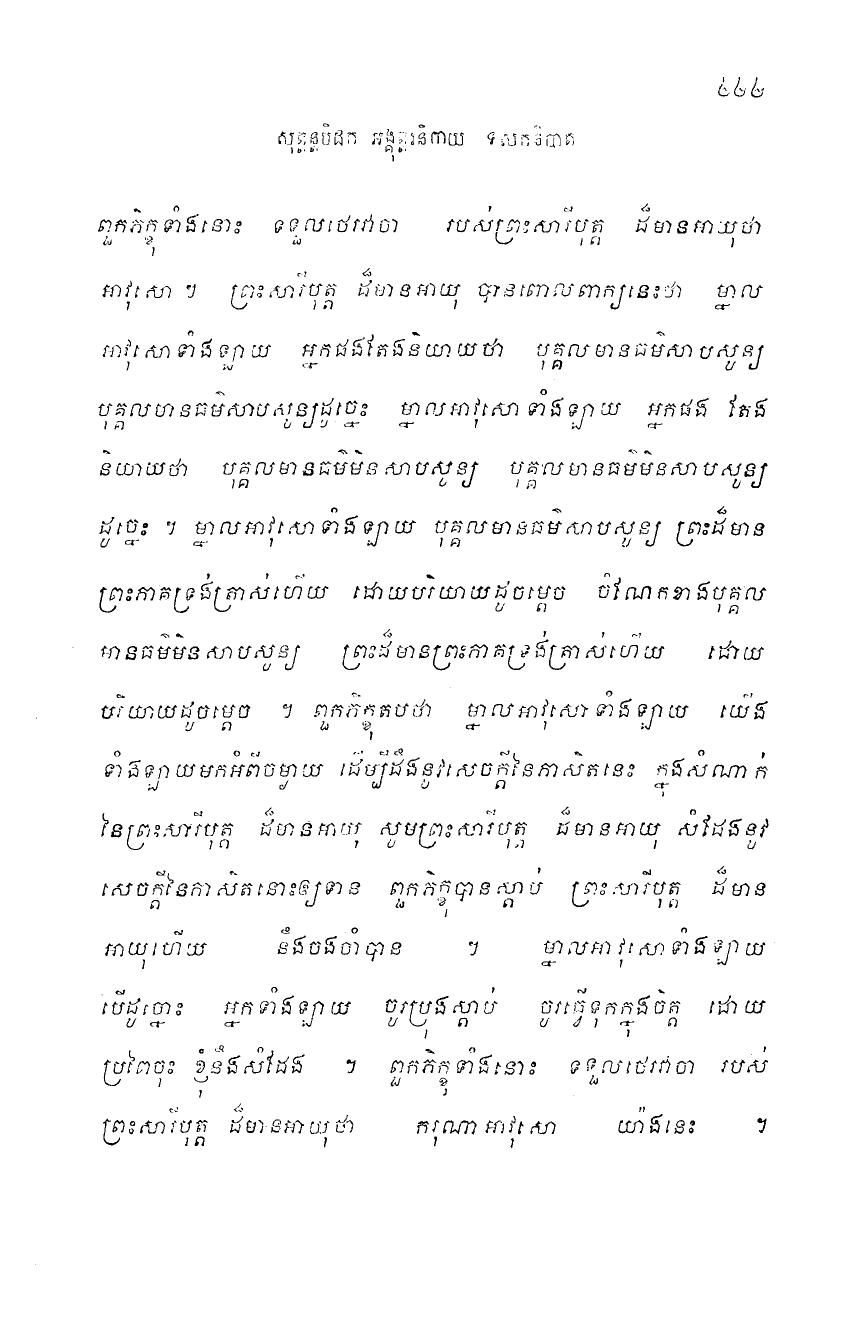 ២៤៤
សុត្តន្តបិដក អង្គុត្តរនិកាយ ទសកនិបាត
ពួកភិក្ខុទាំងនោះ ទទួលថេរវាចា របស់ព្រះសារីបុត្ត ដ៏មានអាយុថា
អាវុសោ ។ ព្រះសារីបុត្ត ដ៏មានអាយុ បានពោលពាក្យនេះថា ម្នាល
អាវុសោទាំងឡាយ អ្នកផងតែងនិយាយថា បុគ្គលមានធម៌សាបសូន្យ
បុគ្គលមានធម៌សាបសូន្យដូច្នេះ ម្នាលអាវុសោទាំងឡាយ អ្នកផង តែង
និយាយថា បុគ្គលមានធម៌មិនសាបសូន្យ បុគ្គលមានធម៌មិនសាបសូន្យ
ដូច្នេះ ។ ម្នាលអាវុសោទាំងឡាយ បុគ្គលមានធម៌សាបសូន្យ ព្រះដ៏មាន
ព្រះភាគទ្រង់ត្រាស់ហើយ ដោយបរិយាយដូចម្តេច ចំណែកខាងបុគ្គល
មានធម៌មិនសាបសូន្យ ព្រះដ៏មានព្រះភាគទ្រង់ត្រាស់ហើយ ដោយ
បរិយាយដូចម្តេច ។ ពួកភិក្ខុតបថា ម្នាលអាវុសោទាំងឡាយ យើង
ទាំងឡាយមកអំពីចម្ងាយ ដើម្បីដឹងនូវសេចក្តីនៃភាសិតនេះ ក្នុងសំណាក់
នៃព្រះសារីបុត្ត ដ៏មានអាយុ សូមព្រះសារីបុត្ត ដ៏មានអាយុ សំដែងនូវ
សេចក្តីនៃភាសិតនោះឲ្យទាន ពួកភិក្ខុបានស្តាប់ ព្រះសារីបុត្ត ដ៏មាន
អាយុហើយ នឹងចងចាំបាន ។ ម្នាលអាវុសោទាំងឡាយ
បើដូច្នោះ អ្នកទាំងឡាយ ចូរប្រុងស្តាប់ ចូរធ្វើទុកក្នុងចិត្ត ដោយ
ប្រពៃចុះ ខ្ញុំនឹងសំដែង ។ ពួកភិក្ខុទាំងនោះ ទទួលថេរវាចា របស់
ព្រះសារីបុត្ត ដ៏មានអាយុថា ករុណាអាវុសោ យ៉ាងនេះ ។